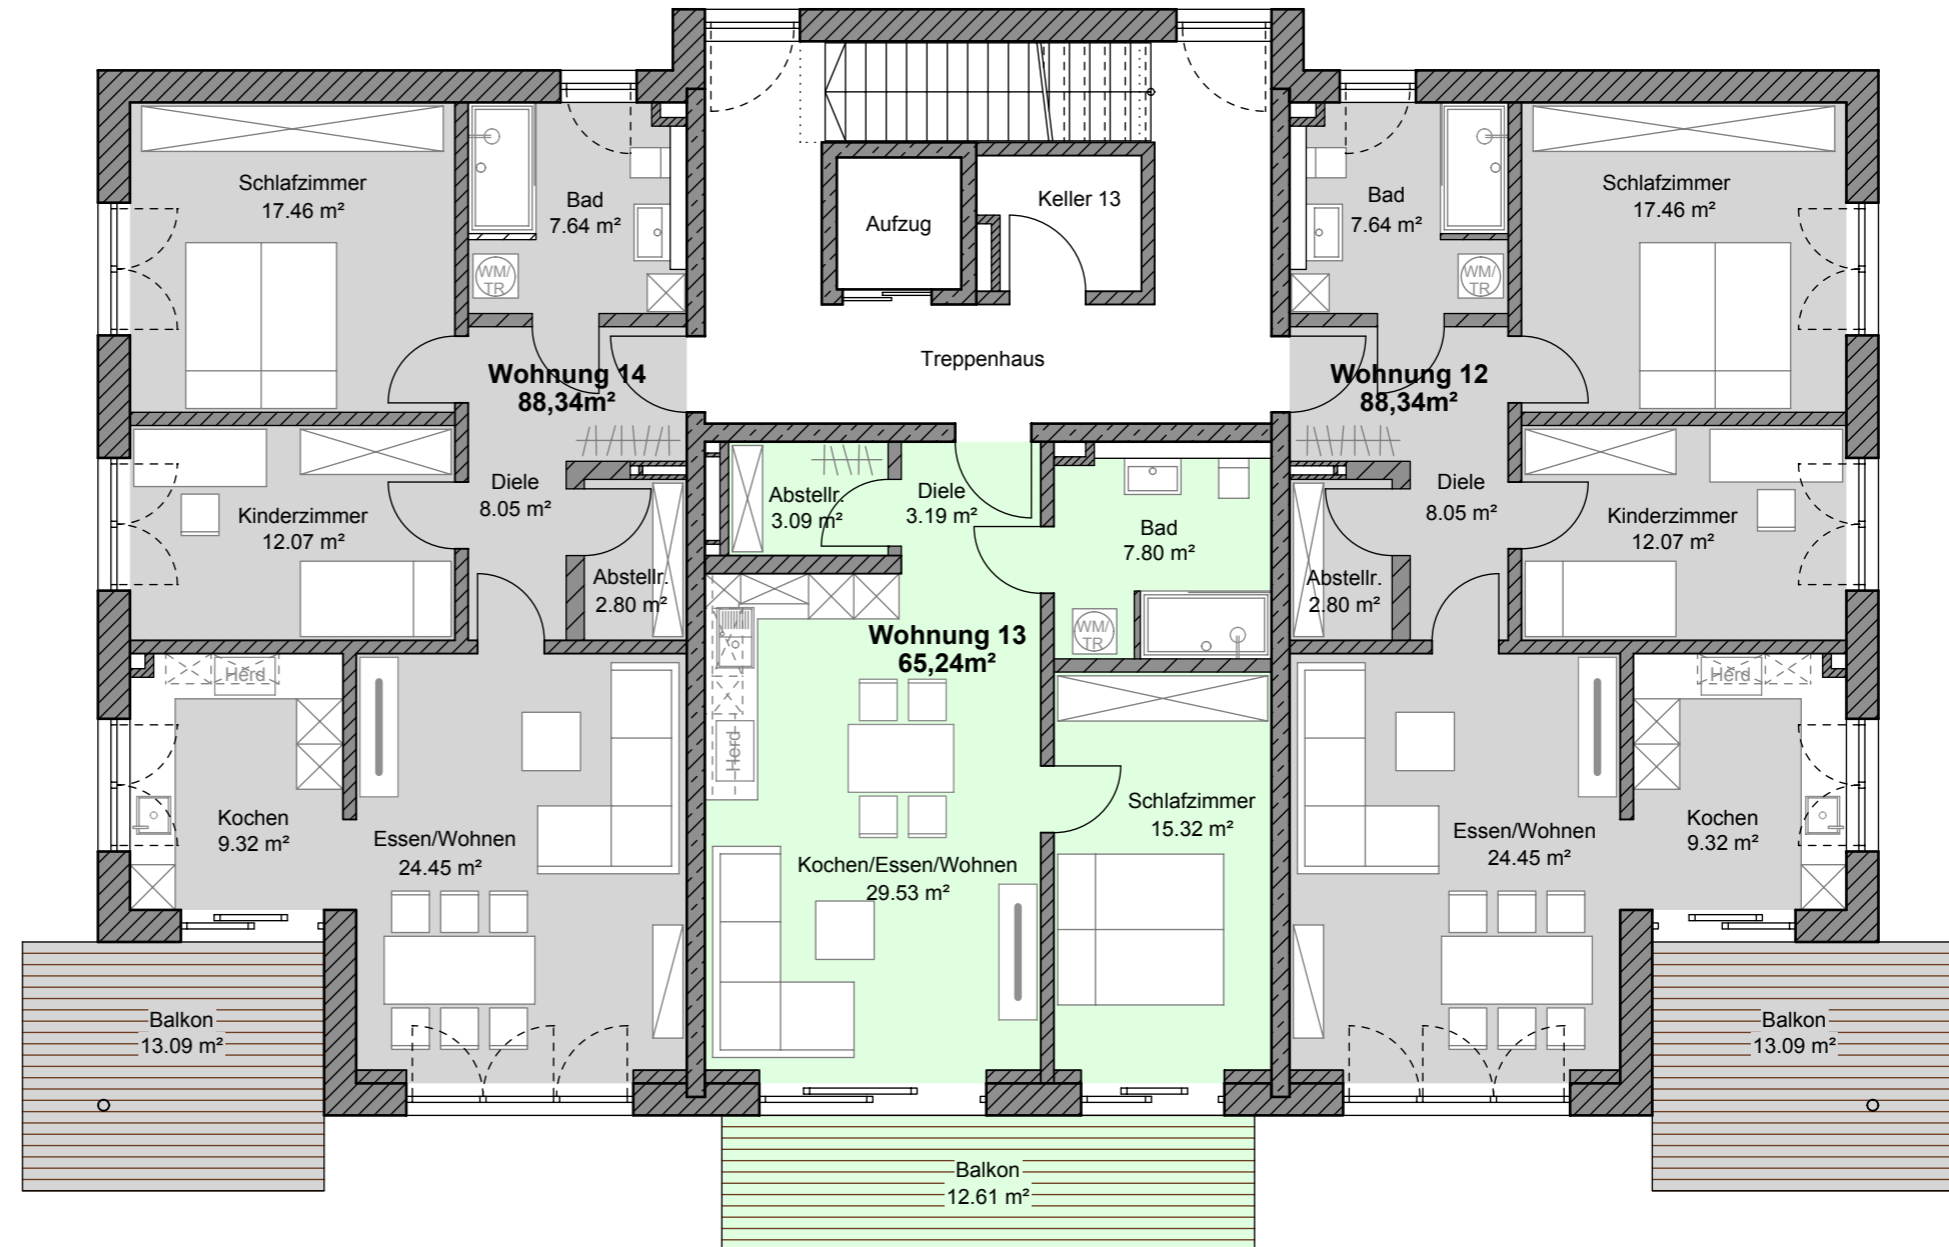 Schlafzimmer
17.46 m²
Bad
7.64 m²
WM/
TR
Aufzug
Keller 13
Bad
7.64 m²
WM/
TR
Schlafzimmer
17.46 m²
Treppenhaus
Wohnung 14
88,34m²
Wohnung 12
88,34m²
Kinderzimmer
12.07 m²
Diele
8.05 m²
Abstellr.
2.80 m²
Abstellr.
3.09 m²
Diele
3.19 m²
Bad
7.80 m²
WM/
TR
Diele
8.05 m²
Abstellr.
2.80 m²
Kinderzimmer
12.07 m²
Wohnung 13
65,24m²
Herd
Herd
Herd
Kochen
9.32 m²
Essen/Wohnen
24.45 m²
Kochen/Essen/Wohnen
29.53 m²
Schlafzimmer
15.32 m²
Essen/Wohnen
24.45 m²
Kochen
9.32 m²
Balkon
13.09 m²
Balkon
13.09 m²
Balkon
12.61 m²